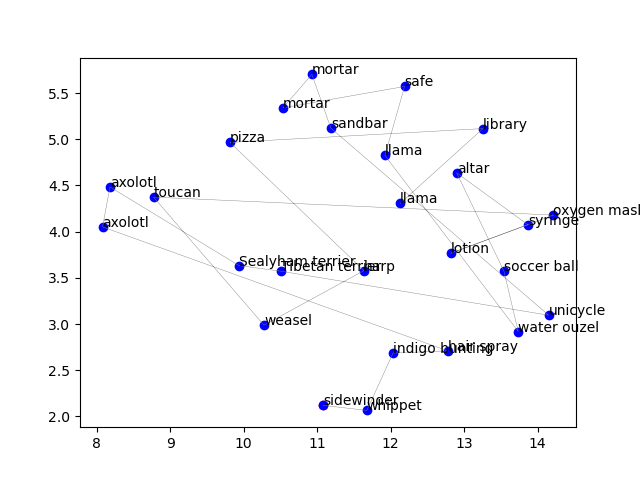 mortar
safe
mortar
sandbar
library
pizza
llama
altar
axolotl
toucan
llama
oxygen mask
syringe
axolotl
lotion
Sealyham terrier
Tibetan terrier
harp
soccer ball
unicycle
weasel
water ouzel
indigo bunting
hair spray
sidewinder
whippet
5.5
5.0
4.5
4.0
3.5
3.0
2.5
2.0
8 9 10 11 12 13 14